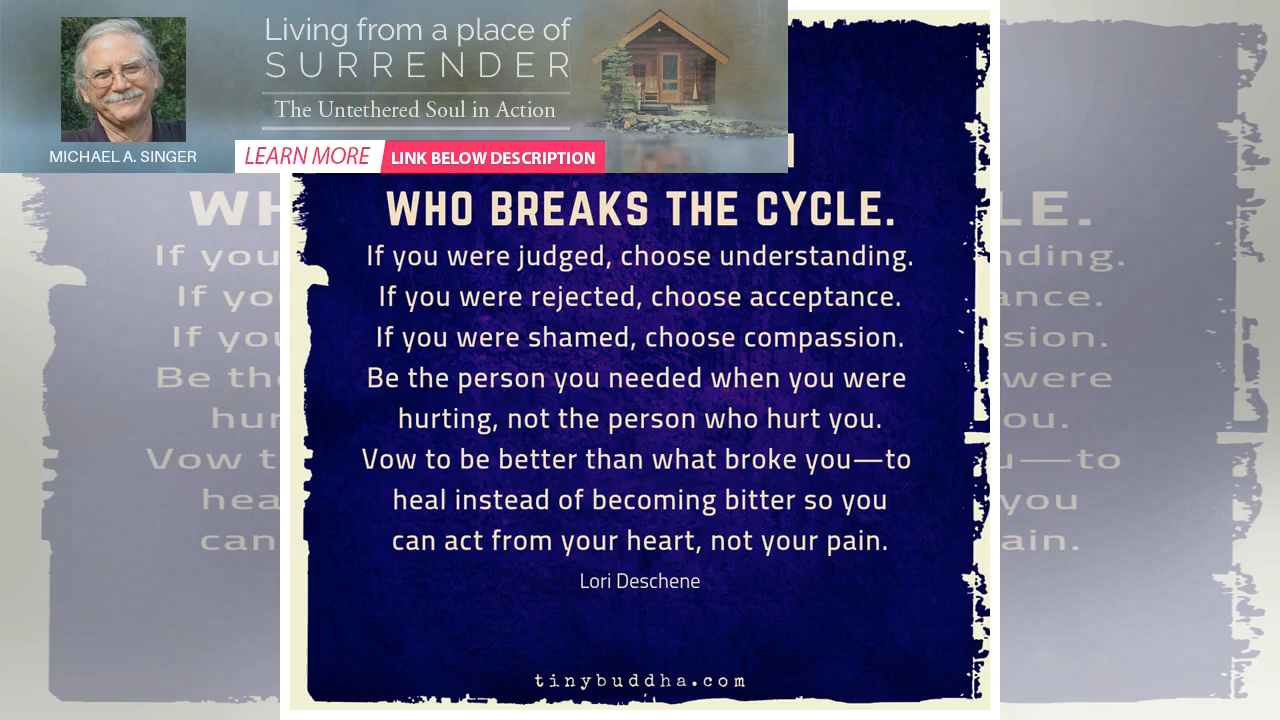 Living from a place of
SURRENDER
The Untethered Soul in Action
MICHAEL A. SINGER
LEARN MORE
LINK BELOW DESCRIPTION
WHO BREAKS THE CYCLE.
If you were judged, choose understanding.
If you were rejected, choose acceptance.
If you were shamed, choose compassion.
Be the person you needed when you were
hurting, not the person who hurt you.
Vow to be better than what broke you—to
heal instead of becoming bitter so you
can act from your heart, not your pain.
Lori Deschene
tinybuddha.com